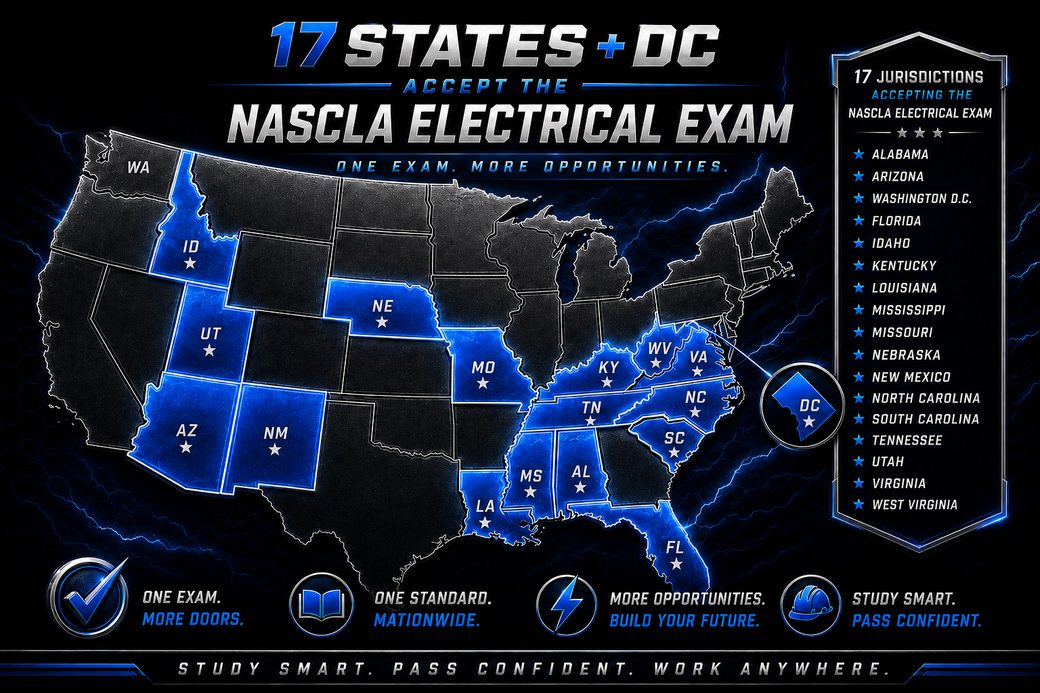 17 STATES + DC
ACCEPT THE
NASCLA ELECTRICAL EXAM
ONE EXAM. MORE OPPORTUNITIES.
17 JURISDICTIONS
ACCEPTING THE
NASCLA ELECTRICAL EXAM
ALABAMA
ARIZONA
WASHINGTON D.C.
FLORIDA
IDAHO
KENTUCKY
LOUISIANA
MISSISSIPPI
MISSOURI
NEBRASKA
NEW MEXICO
NORTH CAROLINA
SOUTH CAROLINA
TENNESSEE
UTAH
VIRGINIA
WEST VIRGINIA
WA
ID
NE
UT
MO
WV
VA
KY
NC
DC
TN
AZ
NM
SC
MS
AL
LA
FL
ONE EXAM.
MORE DOORS.
ONE STANDARD.
NATIONWIDE.
MORE OPPORTUNITIES.
BUILD YOUR FUTURE.
STUDY SMART.
PASS CONFIDENT.
STUDY SMART. PASS CONFIDENT. WORK ANYWHERE.